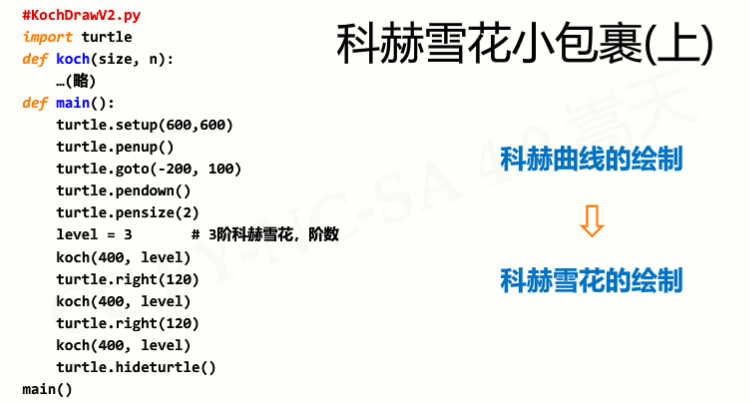 #KochDrawV2.py
import turtle
def koch(size, n):
…(略)
def main():
turtle.setup(600,600)
turtle.penup()
turtle.goto(-200, 100)
turtle.pendown()
turtle.pensize(2)
level = 3 # 3阶科赫雪花，阶数
koch(400, level)
turtle.right(120)
koch(400, level)
turtle.right(120)
koch(400, level)
turtle.hideturtle()
main()
科赫雪花小包裹(上)
科赫曲线的绘制
科赫雪花的绘制
CC BY-NC-SA 4.0 嵩天